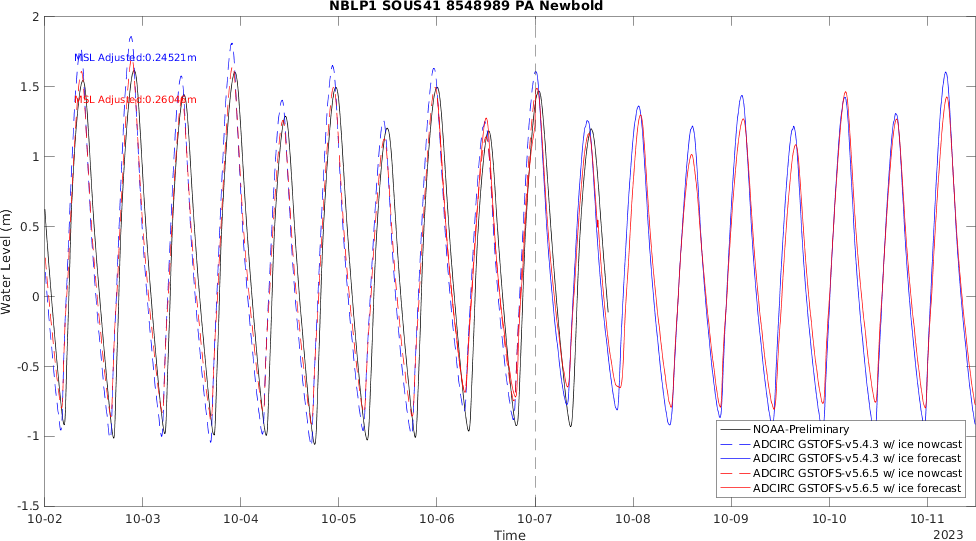 NBLP1 SOUS41 8548989 PA Newbold
2
1.5
1
0.5
0
-0.5
-1
-1.5
Water Level (m)
MSL Adjusted:0.24521m
MSL Adjusted:0.2604
NOAA-Preliminary
ADCIRC GSTOFS-v5.4.3 w/ ice nowcast
ADCIRC GSTOFS-v5.4.3 w/ ice forecast
ADCIRC GSTOFS-v5.6.5 w/ ice nowcast
ADCIRC GSTOFS-v5.6.5 w/ ice forecast
10-02 10-03 10-04 10-05 10-06 10-07 10-08 10-09 10-10 10-11
Time
2023